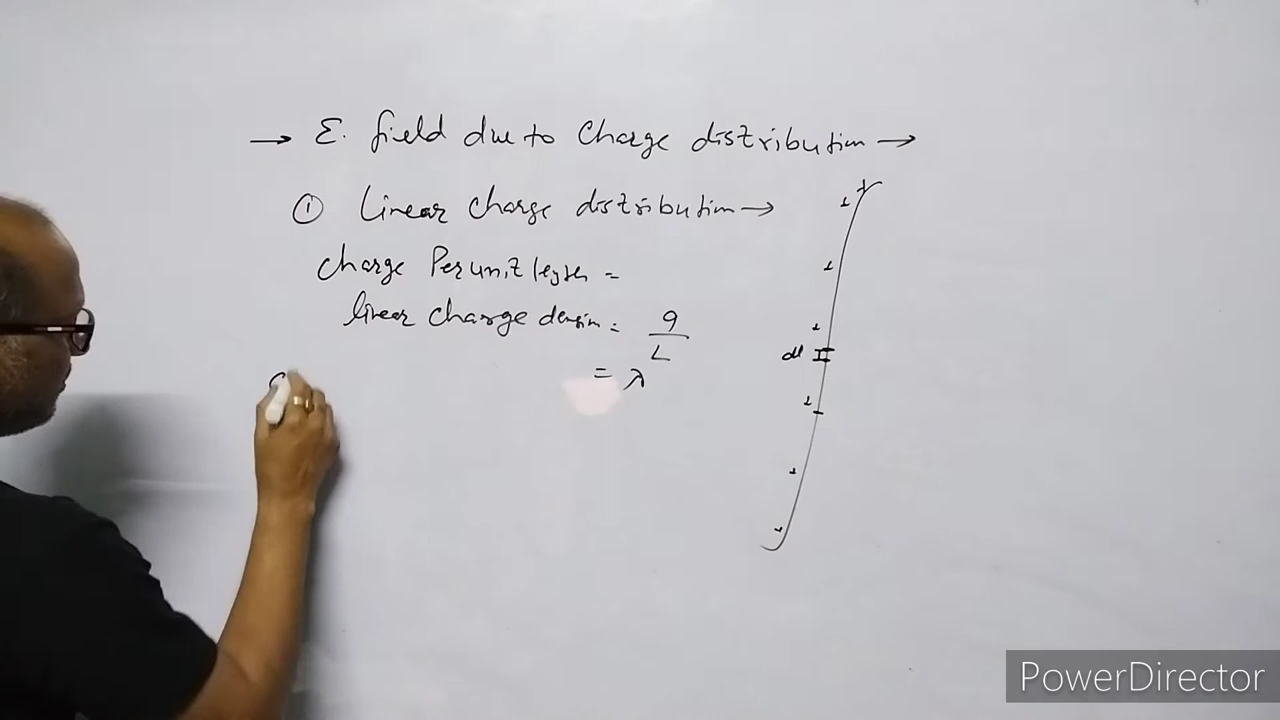 → E. field due to Charge distribution →
① Linear Charge distribution →
Charge Per unit length =
linear charge density = q/L
= λ
dl
PowerDirector